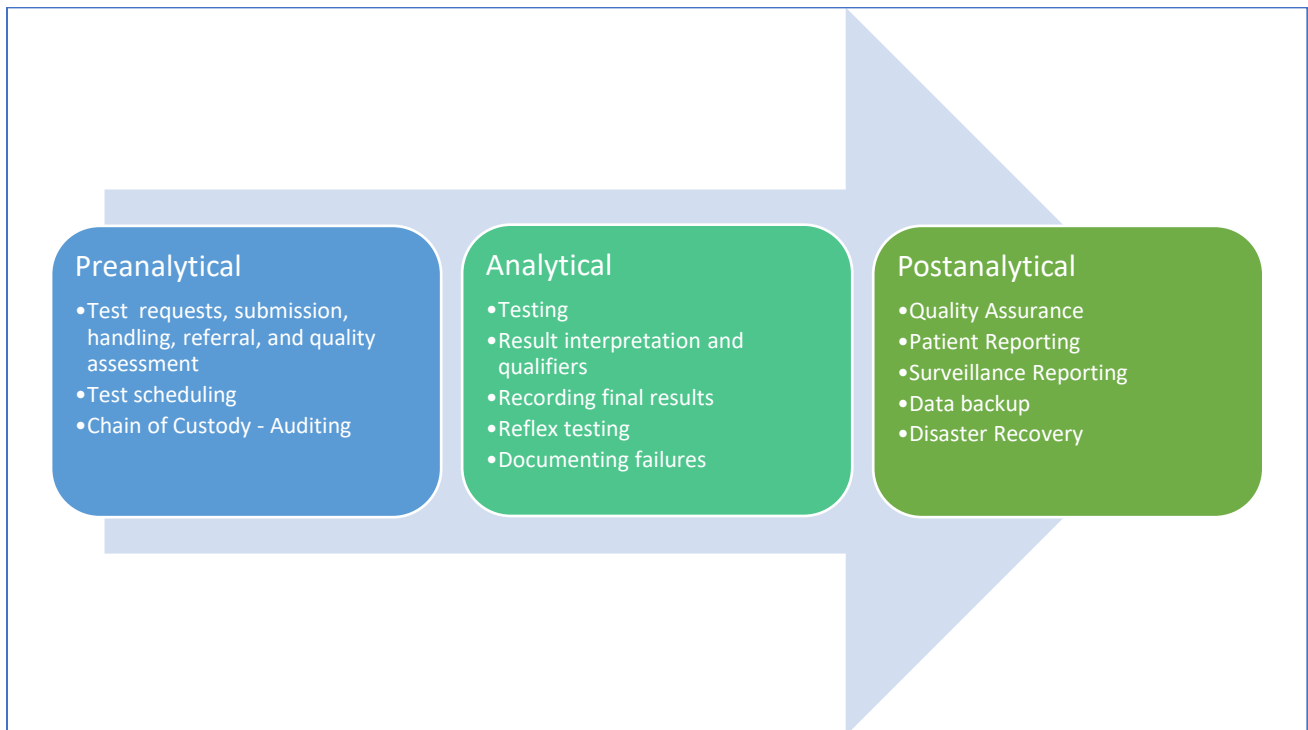 Preanalytical
•Test requests, submission,
handling, referral, and quality
assessment
•Test scheduling
•Chain of Custody - Auditing
Analytical
•Testing
•Result interpretation and
qualifiers
•Recording final results
•Reflex testing
•Documenting failures
Postanalytical
•Quality Assurance
•Patient Reporting
•Surveillance Reporting
•Data backup
•Disaster Recovery